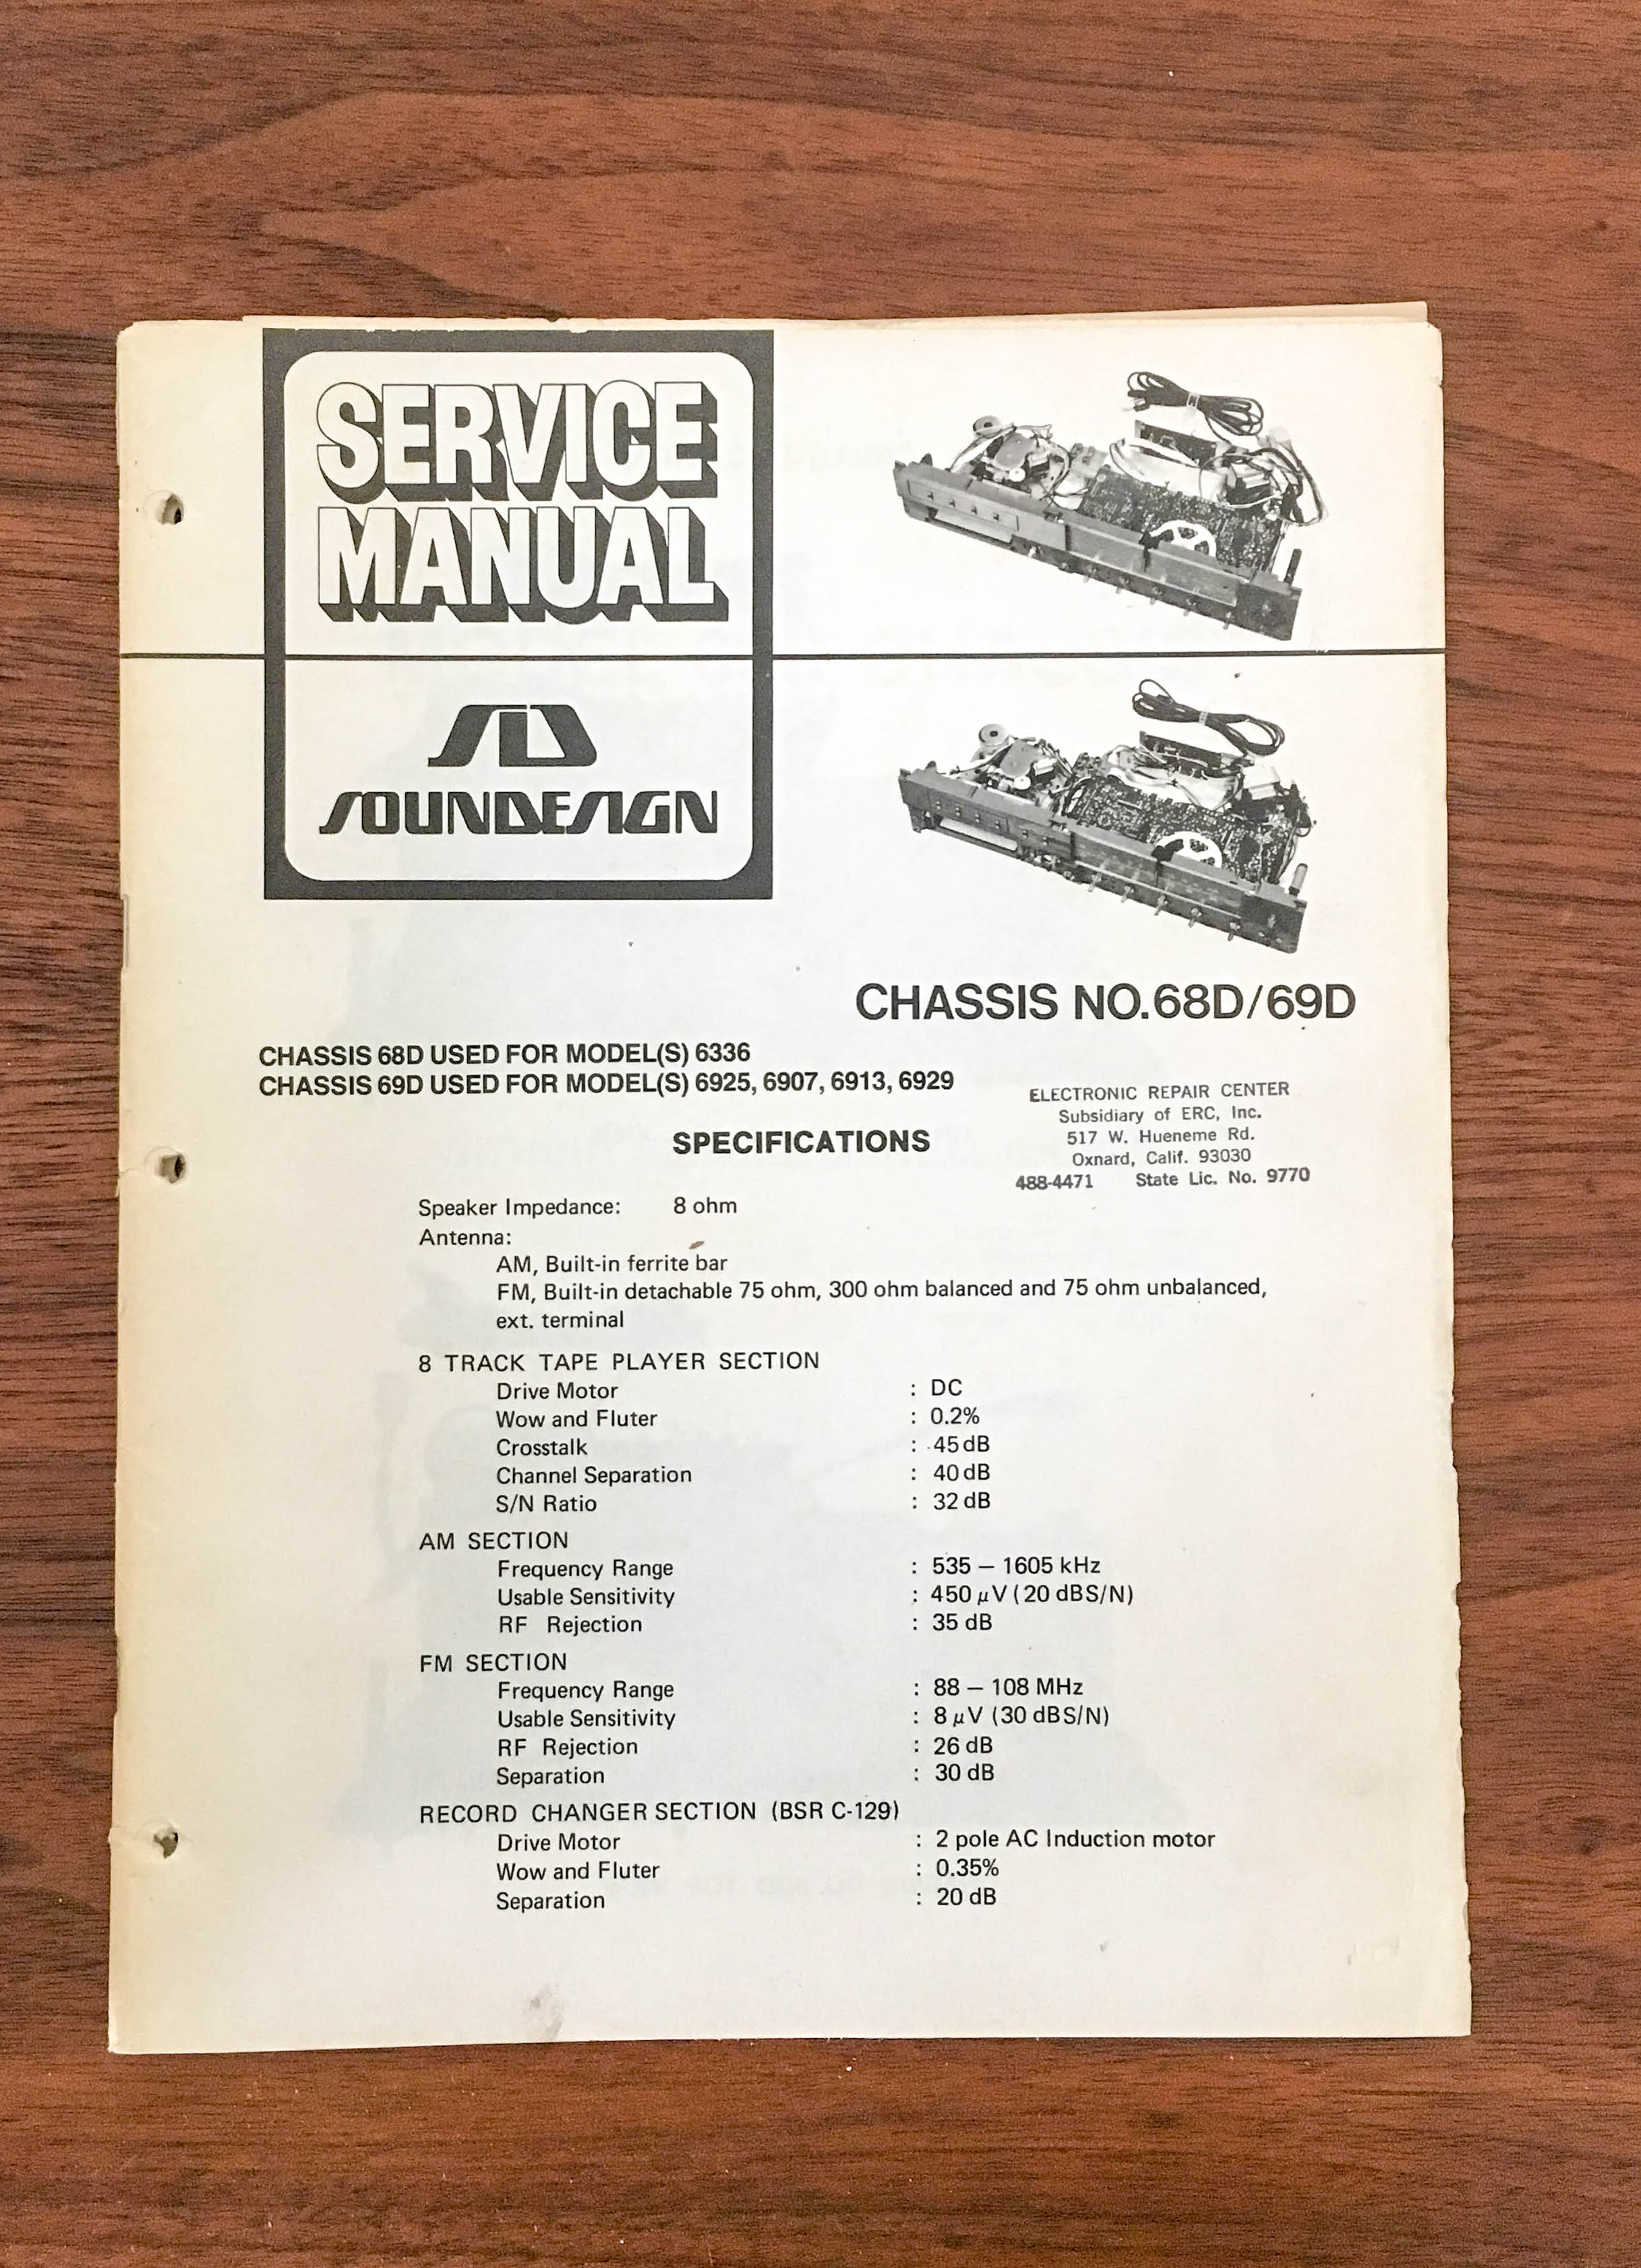 SERVICE
MANUAL
SD
SOUNDESIGN
CHASSIS NO.68D/69D
CHASSIS 68D USED FOR MODEL(S) 6336
CHASSIS 69D USED FOR MODEL(S) 6925, 6907, 6913, 6929
ELECTRONIC REPAIR CENTER
Subsidiary of ERC, Inc.
517 W. Hueneme Rd.
Oxnard, Calif. 93030
488-4471 State Lic. No. 9770
SPECIFICATIONS
Speaker Impedance: 8 ohm
Antenna:
AM, Built-in ferrite bar
FM, Built-in detachable 75 ohm, 300 ohm balanced and 75 ohm unbalanced,
ext. terminal
8 TRACK TAPE PLAYER SECTION
Drive Motor : DC
Wow and Fluter : 0.2%
Crosstalk : 45 dB
Channel Separation : 40 dB
S/N Ratio : 32 dB
AM SECTION
Frequency Range : 535 – 1605 kHz
Usable Sensitivity : 450 μV (20 dBS/N)
RF Rejection : 35 dB
FM SECTION
Frequency Range : 88 – 108 MHz
Usable Sensitivity : 8 μV (30 dBS/N)
RF Rejection : 26 dB
Separation : 30 dB
RECORD CHANGER SECTION (BSR C-129)
Drive Motor : 2 pole AC Induction motor
Wow and Fluter : 0.35%
Separation : 20 dB